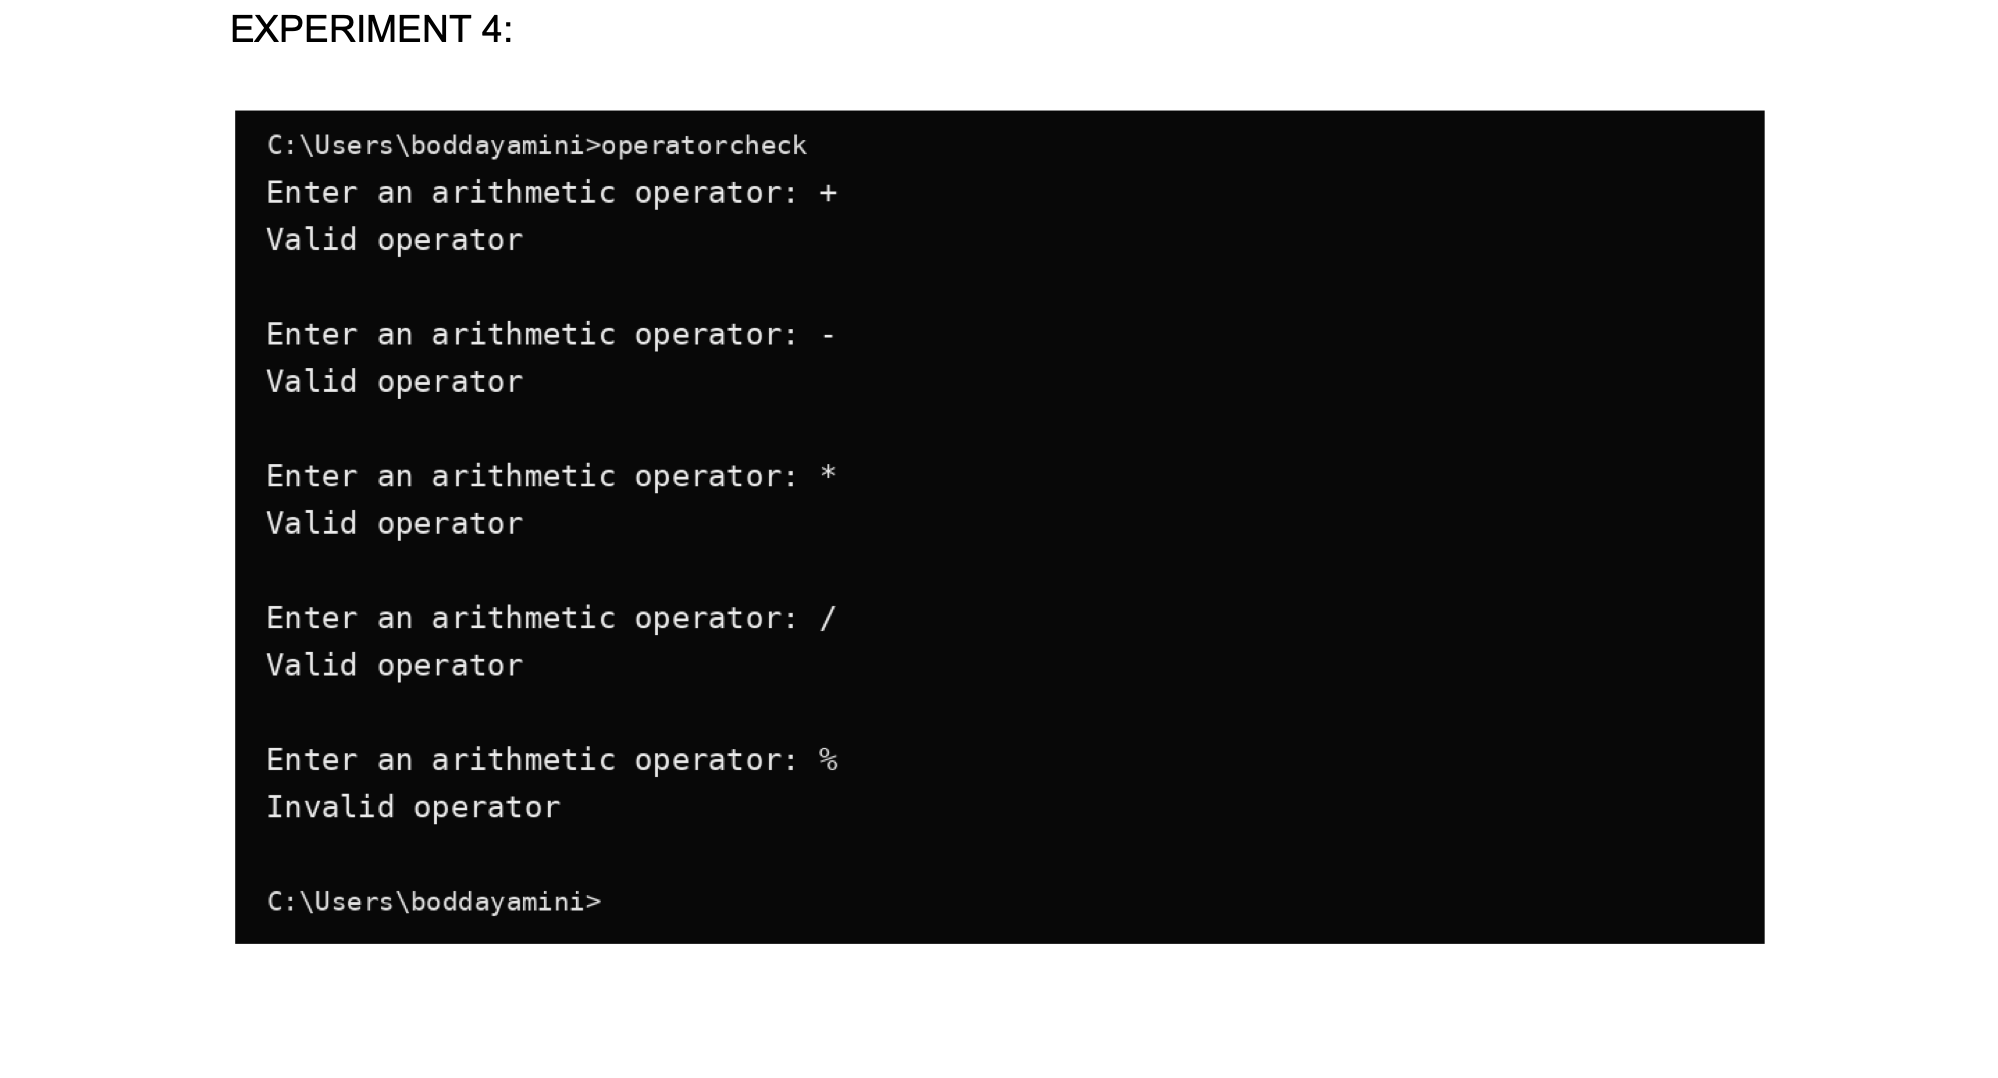 EXPERIMENT 4:
C:\Users\boddayamini>operatorcheck
Enter an arithmetic operator: +
Valid operator
Enter an arithmetic operator: -
Valid operator
Enter an arithmetic operator: *
Valid operator
Enter an arithmetic operator: /
Valid operator
Enter an arithmetic operator: %
Invalid operator
C:\Users\boddayamini>